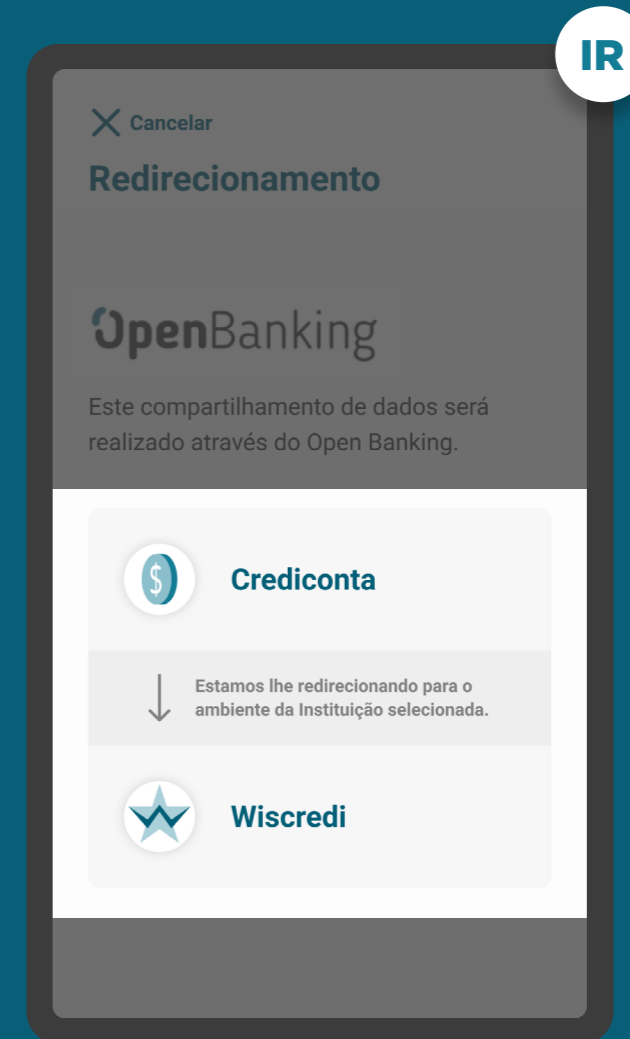 IR
Cancelar
Redirecionamento
OpenBanking
Este compartilhamento de dados será
realizado através do Open Banking.
$
Crediconta
Estamos lhe redirecionando para o
ambiente da Instituição selecionada.
Wiscredi